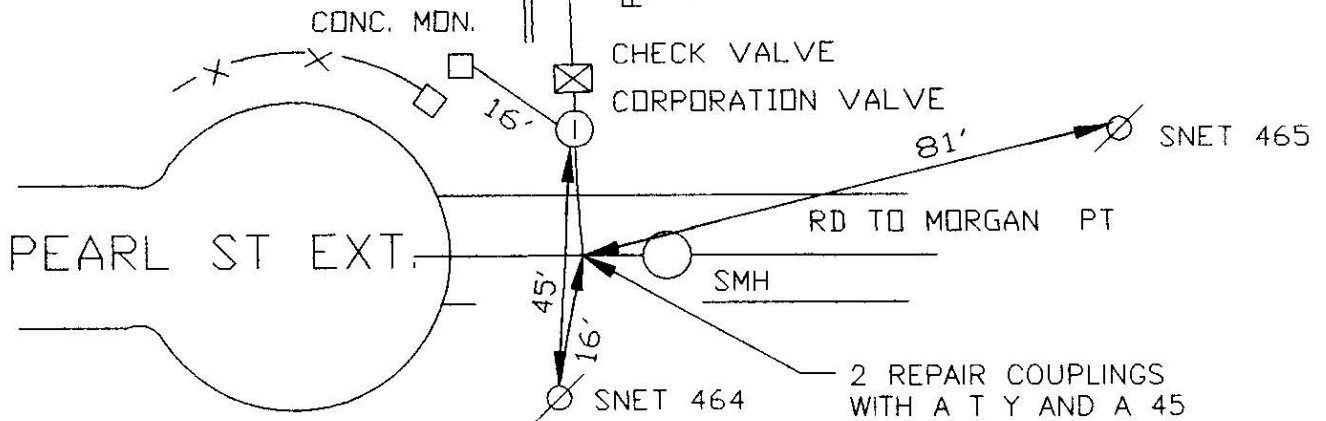 CONC. MON.
CHECK VALVE
CORPORATION VALVE
16'
81'
SNET 465
RD TO MORGAN PT
PEARL ST EXT.
SMH
45'
16'
2 REPAIR COUPLINGS
WITH A T Y AND A 45
SNET 464